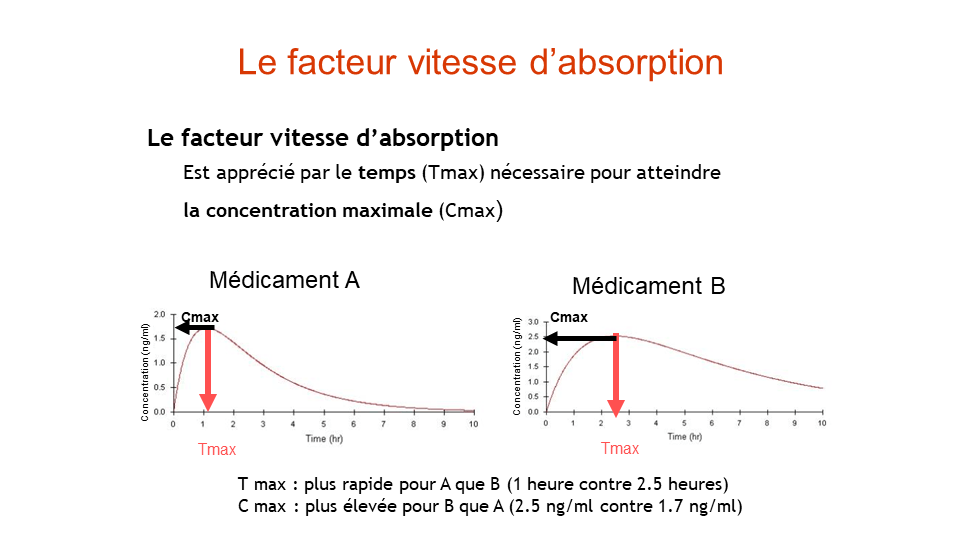 Le facteur vitesse d’absorption
Le facteur vitesse d’absorption
Est apprécié par le temps (Tmax) nécessaire pour atteindre
la concentration maximale (Cmax)
Médicament A
Cmax
Concentration (ng/ml)
2.0
1.5
1.0
0.5
0.0
0 1 2 3 4 5 6 7 8 9 10
Time (hr)
Tmax
Médicament B
Cmax
Concentration (ng/ml)
3.0
2.5
2.0
1.5
1.0
0.5
0.0
0 1 2 3 4 5 6 7 8 9 10
Time (hr)
Tmax
T max : plus rapide pour A que B (1 heure contre 2.5 heures)
C max : plus élevée pour B que A (2.5 ng/ml contre 1.7 ng/ml)